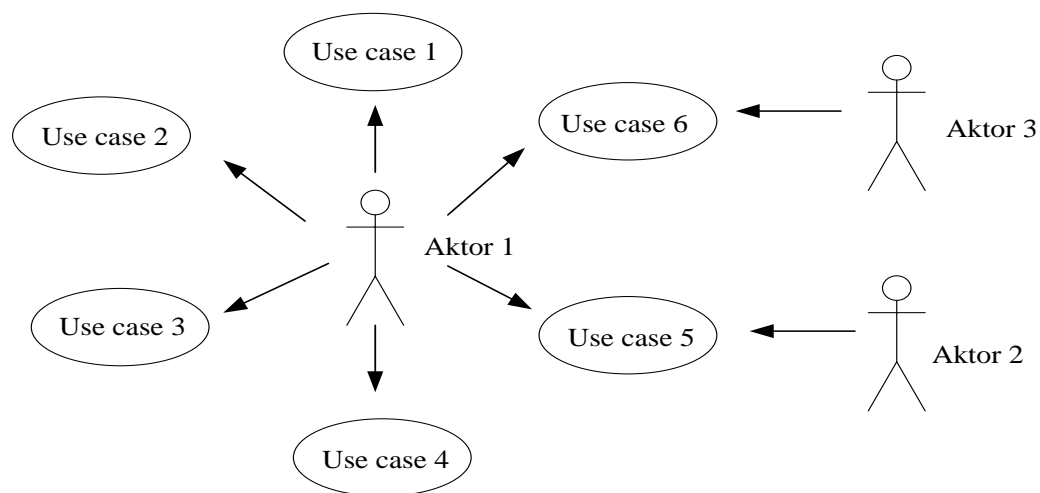 Use case 1
Use case 2
Use case 6
Aktor 3
Aktor 1
Use case 3
Use case 5
Aktor 2
Use case 4